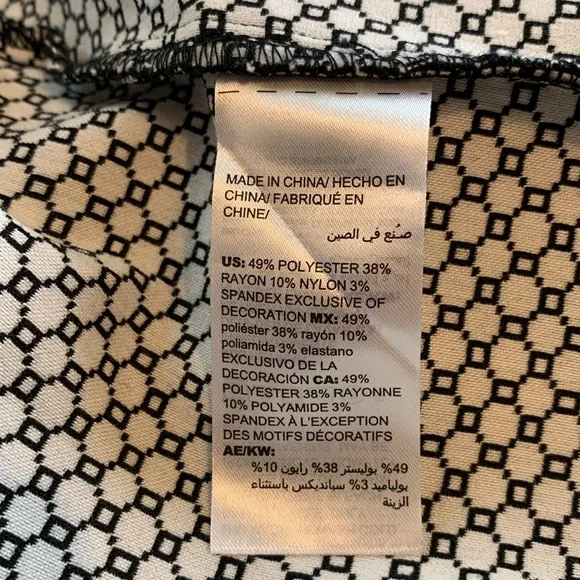 MADE IN CHINA/ HECHO EN
CHINA/ FABRIQUÉ EN
CHINE/
صُنع في الصين
US: 49% POLYESTER 38%
RAYON 10% NYLON 3%
SPANDEX EXCLUSIVE OF
DECORATION MX: 49%
poliéster 38% rayón 10%
poliamida 3% elastano
EXCLUSIVO DE LA
DECORACIÓN CA: 49%
POLYESTER 38% RAYONNE
10% POLYAMIDE 3%
SPANDEX À L'EXCEPTION
DES MOTIFS DÉCORATIFS
AE/KW:
49% بوليستر 38% رايون 10%
بولياميد 3% سبانديكس باستثناء
الزينة